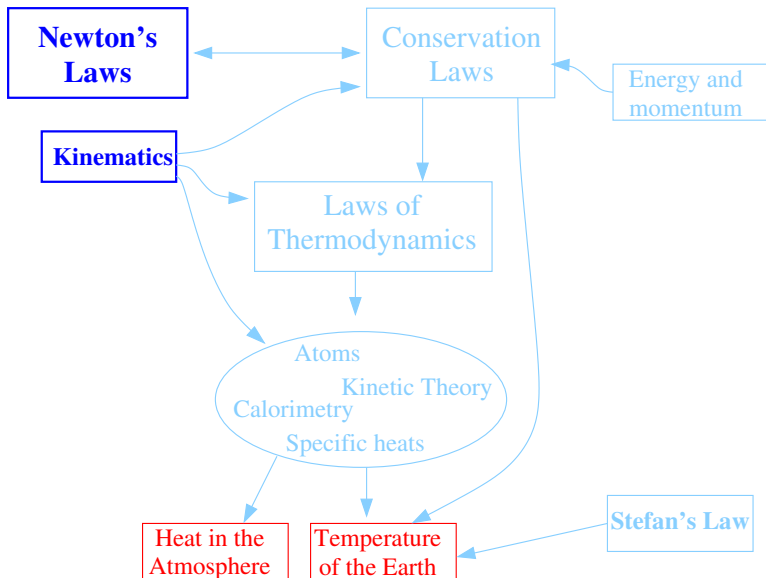 Newton's
Laws
Conservation
Laws
Energy and
momentum
Kinematics
Laws of
Thermodynamics
Atoms
Kinetic Theory
Calorimetry
Specific heats
Stefan's Law
Heat in the
Atmosphere
Temperature
of the Earth